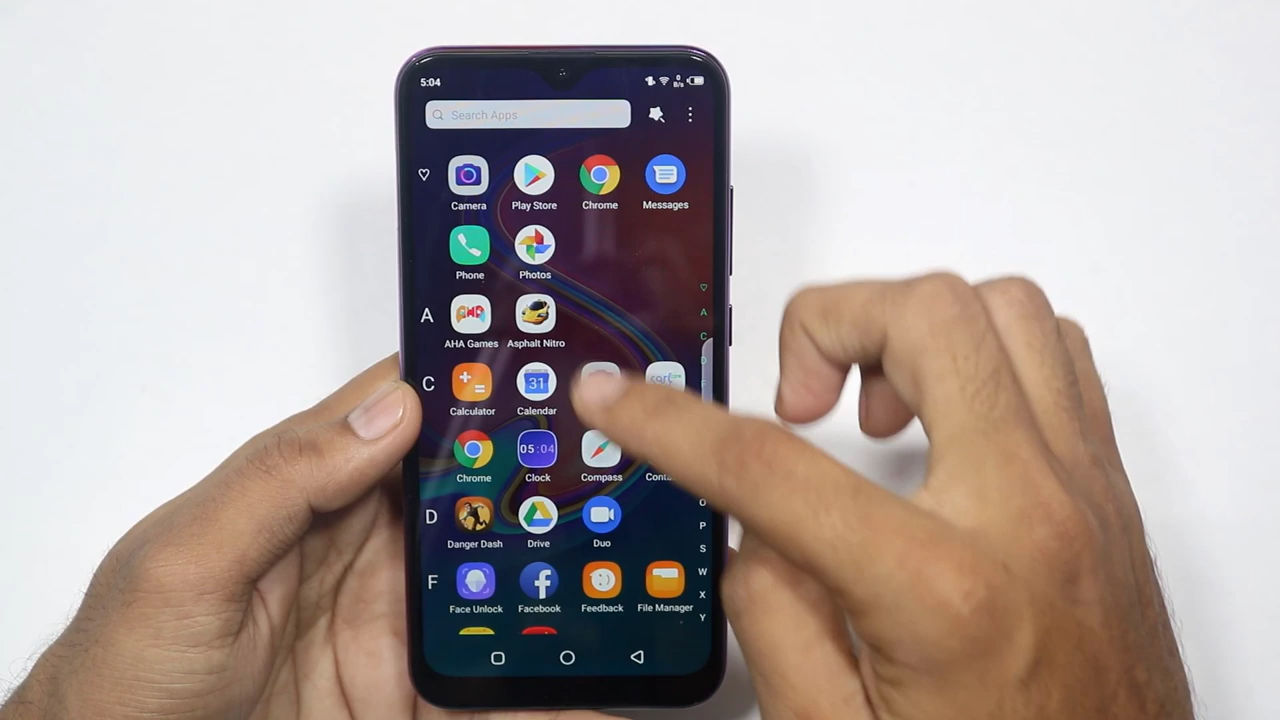 5:04
0
B/s
Search Apps
Camera Play Store Chrome Messages
Phone Photos
A
AHA Games Asphalt Nitro
C
31
Calculator Calendar
05:04
Chrome Clock Compass
D
Danger Dash Drive Duo
F
Face Unlock Facebook Feedback File Manager
A
C
O
P
S
W
X
Y